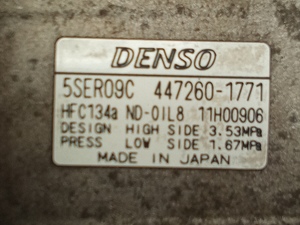 DENSO
5SER09C 447260-1771
HFC134a ND-OIL8 11H00906
DESIGN HIGH SIDE 3.53MPa
PRESS LOW SIDE 1.67MPa
MADE IN JAPAN